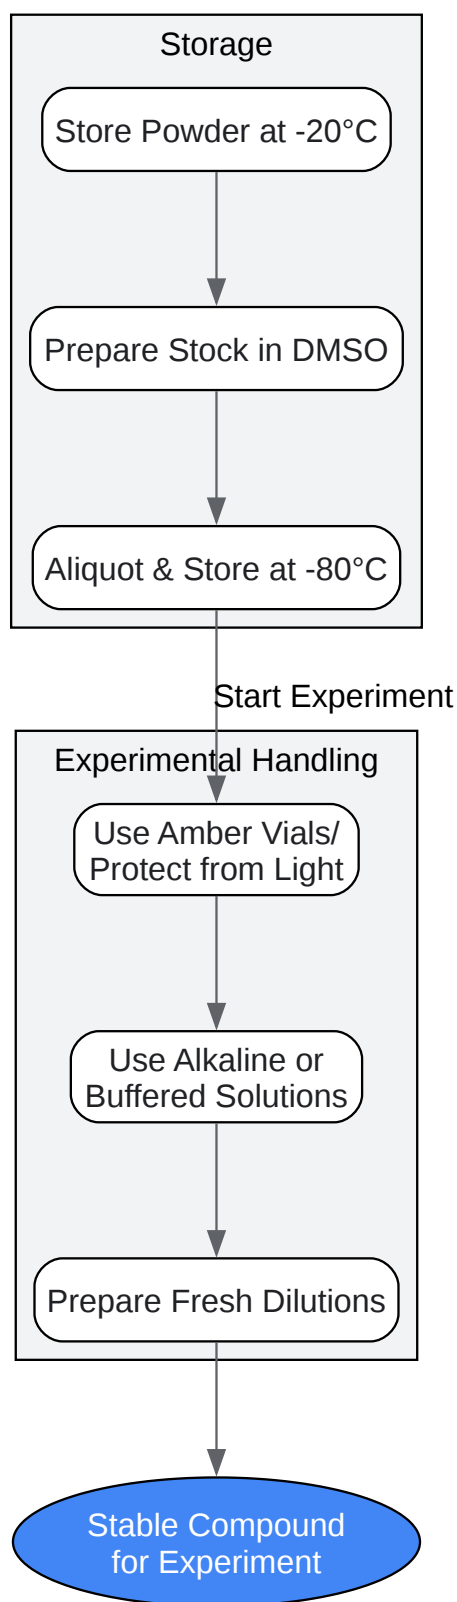 Storage
Store Powder at -20°C
Prepare Stock in DMSO
Aliquot & Store at -80°C
Start Experiment
Experimental Handling
Use Amber Vials/
Protect from Light
Use Alkaline or
Buffered Solutions
Prepare Fresh Dilutions
Stable Compound
for Experiment